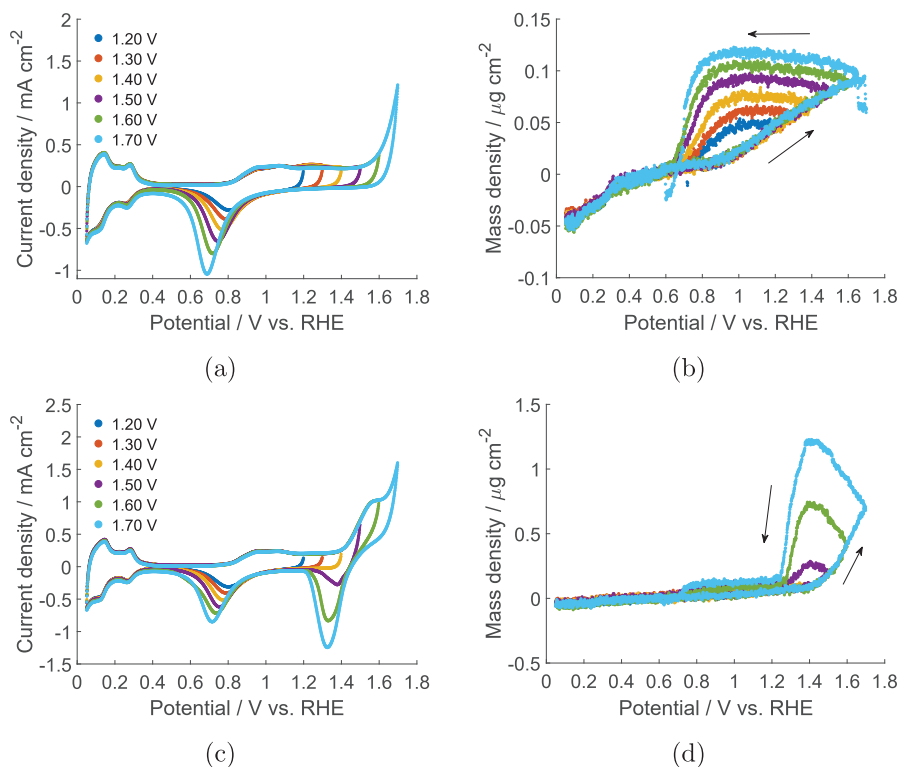 2
1.5
1
0.5
0
-0.5
-1
Current density / mA cm-2
1.20 V
1.30 V
1.40 V
1.50 V
1.60 V
1.70 V
0 0.2 0.4 0.6 0.8 1 1.2 1.4 1.6 1.8
Potential / V vs. RHE
(a)
0.15
0.1
0.05
0
-0.05
-0.1
Mass density / μg cm-2
0 0.2 0.4 0.6 0.8 1 1.2 1.4 1.6 1.8
Potential / V vs. RHE
(b)
2.5
2
1.5
1
0.5
0
-0.5
-1
-1.5
Current density / mA cm-2
1.20 V
1.30 V
1.40 V
1.50 V
1.60 V
1.70 V
0 0.2 0.4 0.6 0.8 1 1.2 1.4 1.6 1.8
Potential / V vs. RHE
(c)
1.5
1
0.5
0
-0.5
Mass density / μg cm-2
0 0.2 0.4 0.6 0.8 1 1.2 1.4 1.6 1.8
Potential / V vs. RHE
(d)